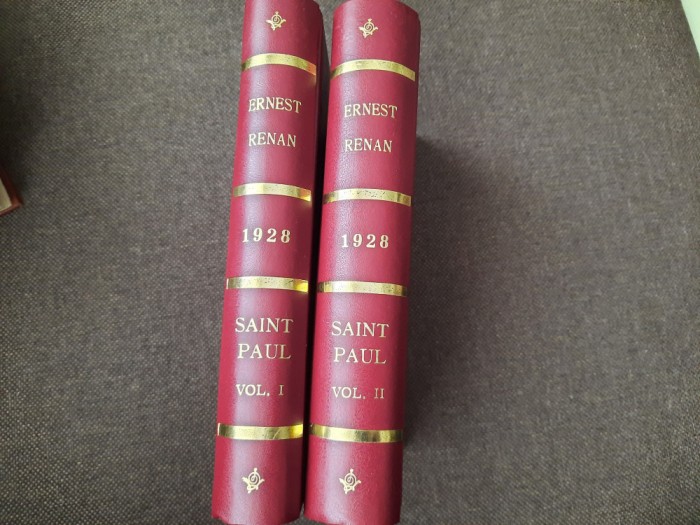 ERNEST
RENAN
1928
SAINT
PAUL
VOL. I
ERNEST
RENAN
1928
SAINT
PAUL
VOL. II